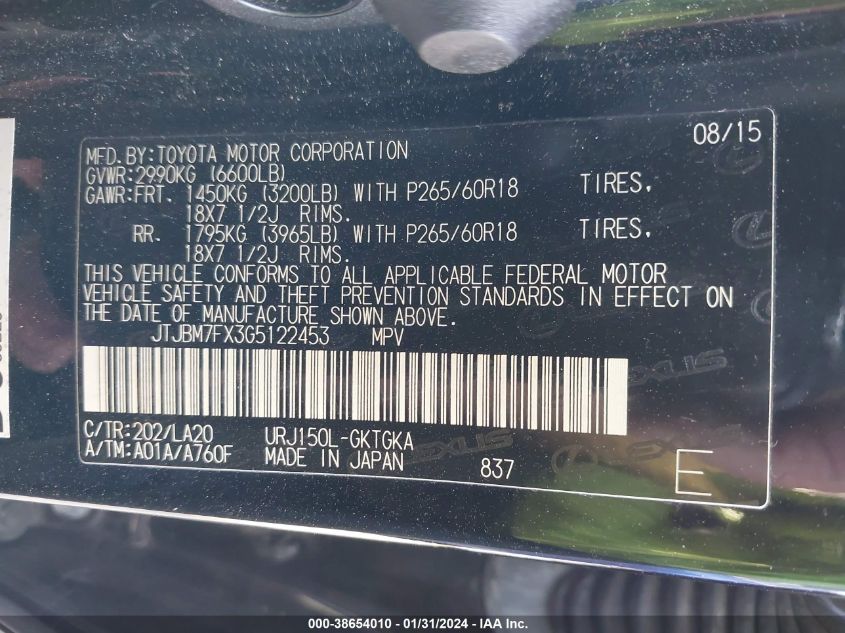 08/15
MFD.BY:TOYOTA MOTOR CORPORATION
GVWR:2990KG (6600LB)
GAWR:FRT. 1450KG (3200LB) WITH P265/60R18 TIRES,
18X7 1/2J RIMS.
RR. 1795KG (3965LB) WITH P265/60R18 TIRES,
18X7 1/2J RIMS.
THIS VEHICLE CONFORMS TO ALL APPLICABLE FEDERAL MOTOR
VEHICLE SAFETY AND THEFT PREVENTION STANDARDS IN EFFECT ON
THE DATE OF MANUFACTURE SHOWN ABOVE.
JTJBM7FX3G5122453 MPV
LEXUS
C/TR:202/LA20 URJ150L-GKTGKA
A/TM:A01A/A760F MADE IN JAPAN 837 E
LEXUS
000-38654010 / 01/31/2024 - IAA Inc.